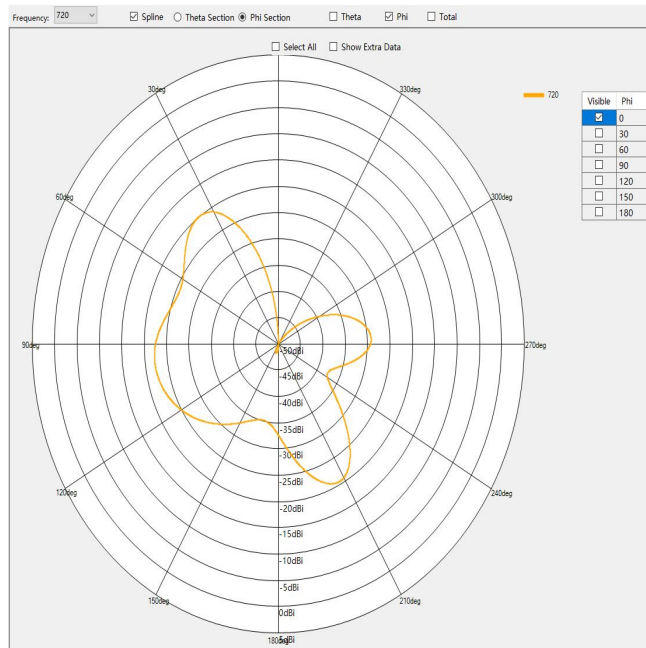 Frequency: 720 Spline Theta Section Phi Section Theta Phi Total
Select All Show Extra Data
720
Visible Phi
0
30
60
90
120
150
180
30deg 330deg
60deg 300deg
90deg 270deg
120deg 240deg
150deg 210deg
180deg
-50dBi
-45dBi
-40dBi
-35dBi
-30dBi
-25dBi
-20dBi
-15dBi
-10dBi
-5dBi
0dBi
5dBi